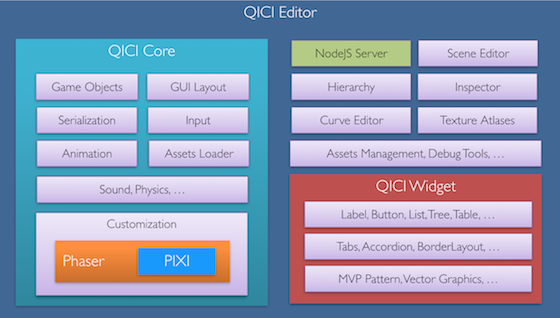 QICI Editor
QICI Core
Game Objects
GUI Layout
Serialization
Input
Animation
Assets Loader
Sound, Physics, …
Customization
Phaser
PIXI
NodeJS Server
Scene Editor
Hierarchy
Inspector
Curve Editor
Texture Atlases
Assets Management, Debug Tools, …
QICI Widget
Label, Button, List, Tree, Table, …
Tabs, Accordion, BorderLayout, …
MVP Pattern, Vector Graphics, …